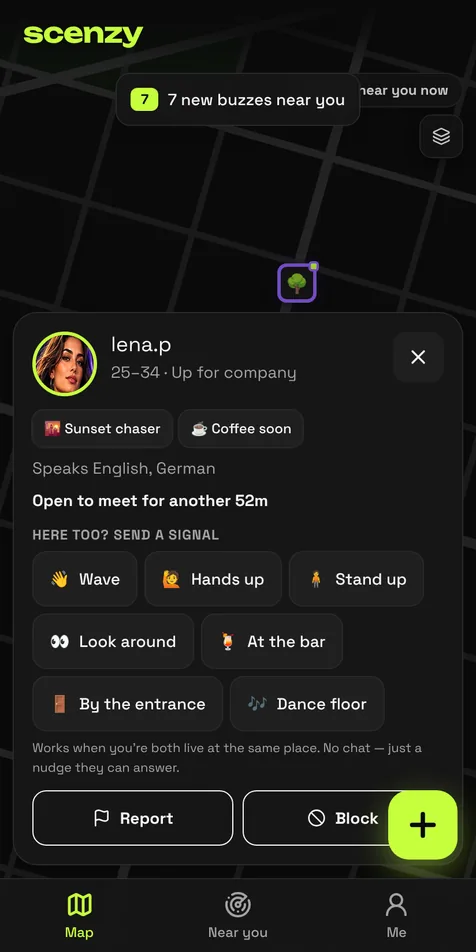 scenzy
7 7 new buzzes near you
near you now
lena.p
25–34 · Up for company
Sunset chaser
Coffee soon
Speaks English, German
Open to meet for another 52m
HERE TOO? SEND A SIGNAL
Wave
Hands up
Stand up
Look around
At the bar
By the entrance
Dance floor
Works when you're both live at the same place. No chat — just a
nudge they can answer.
Report
Block
Map
Near you
Me